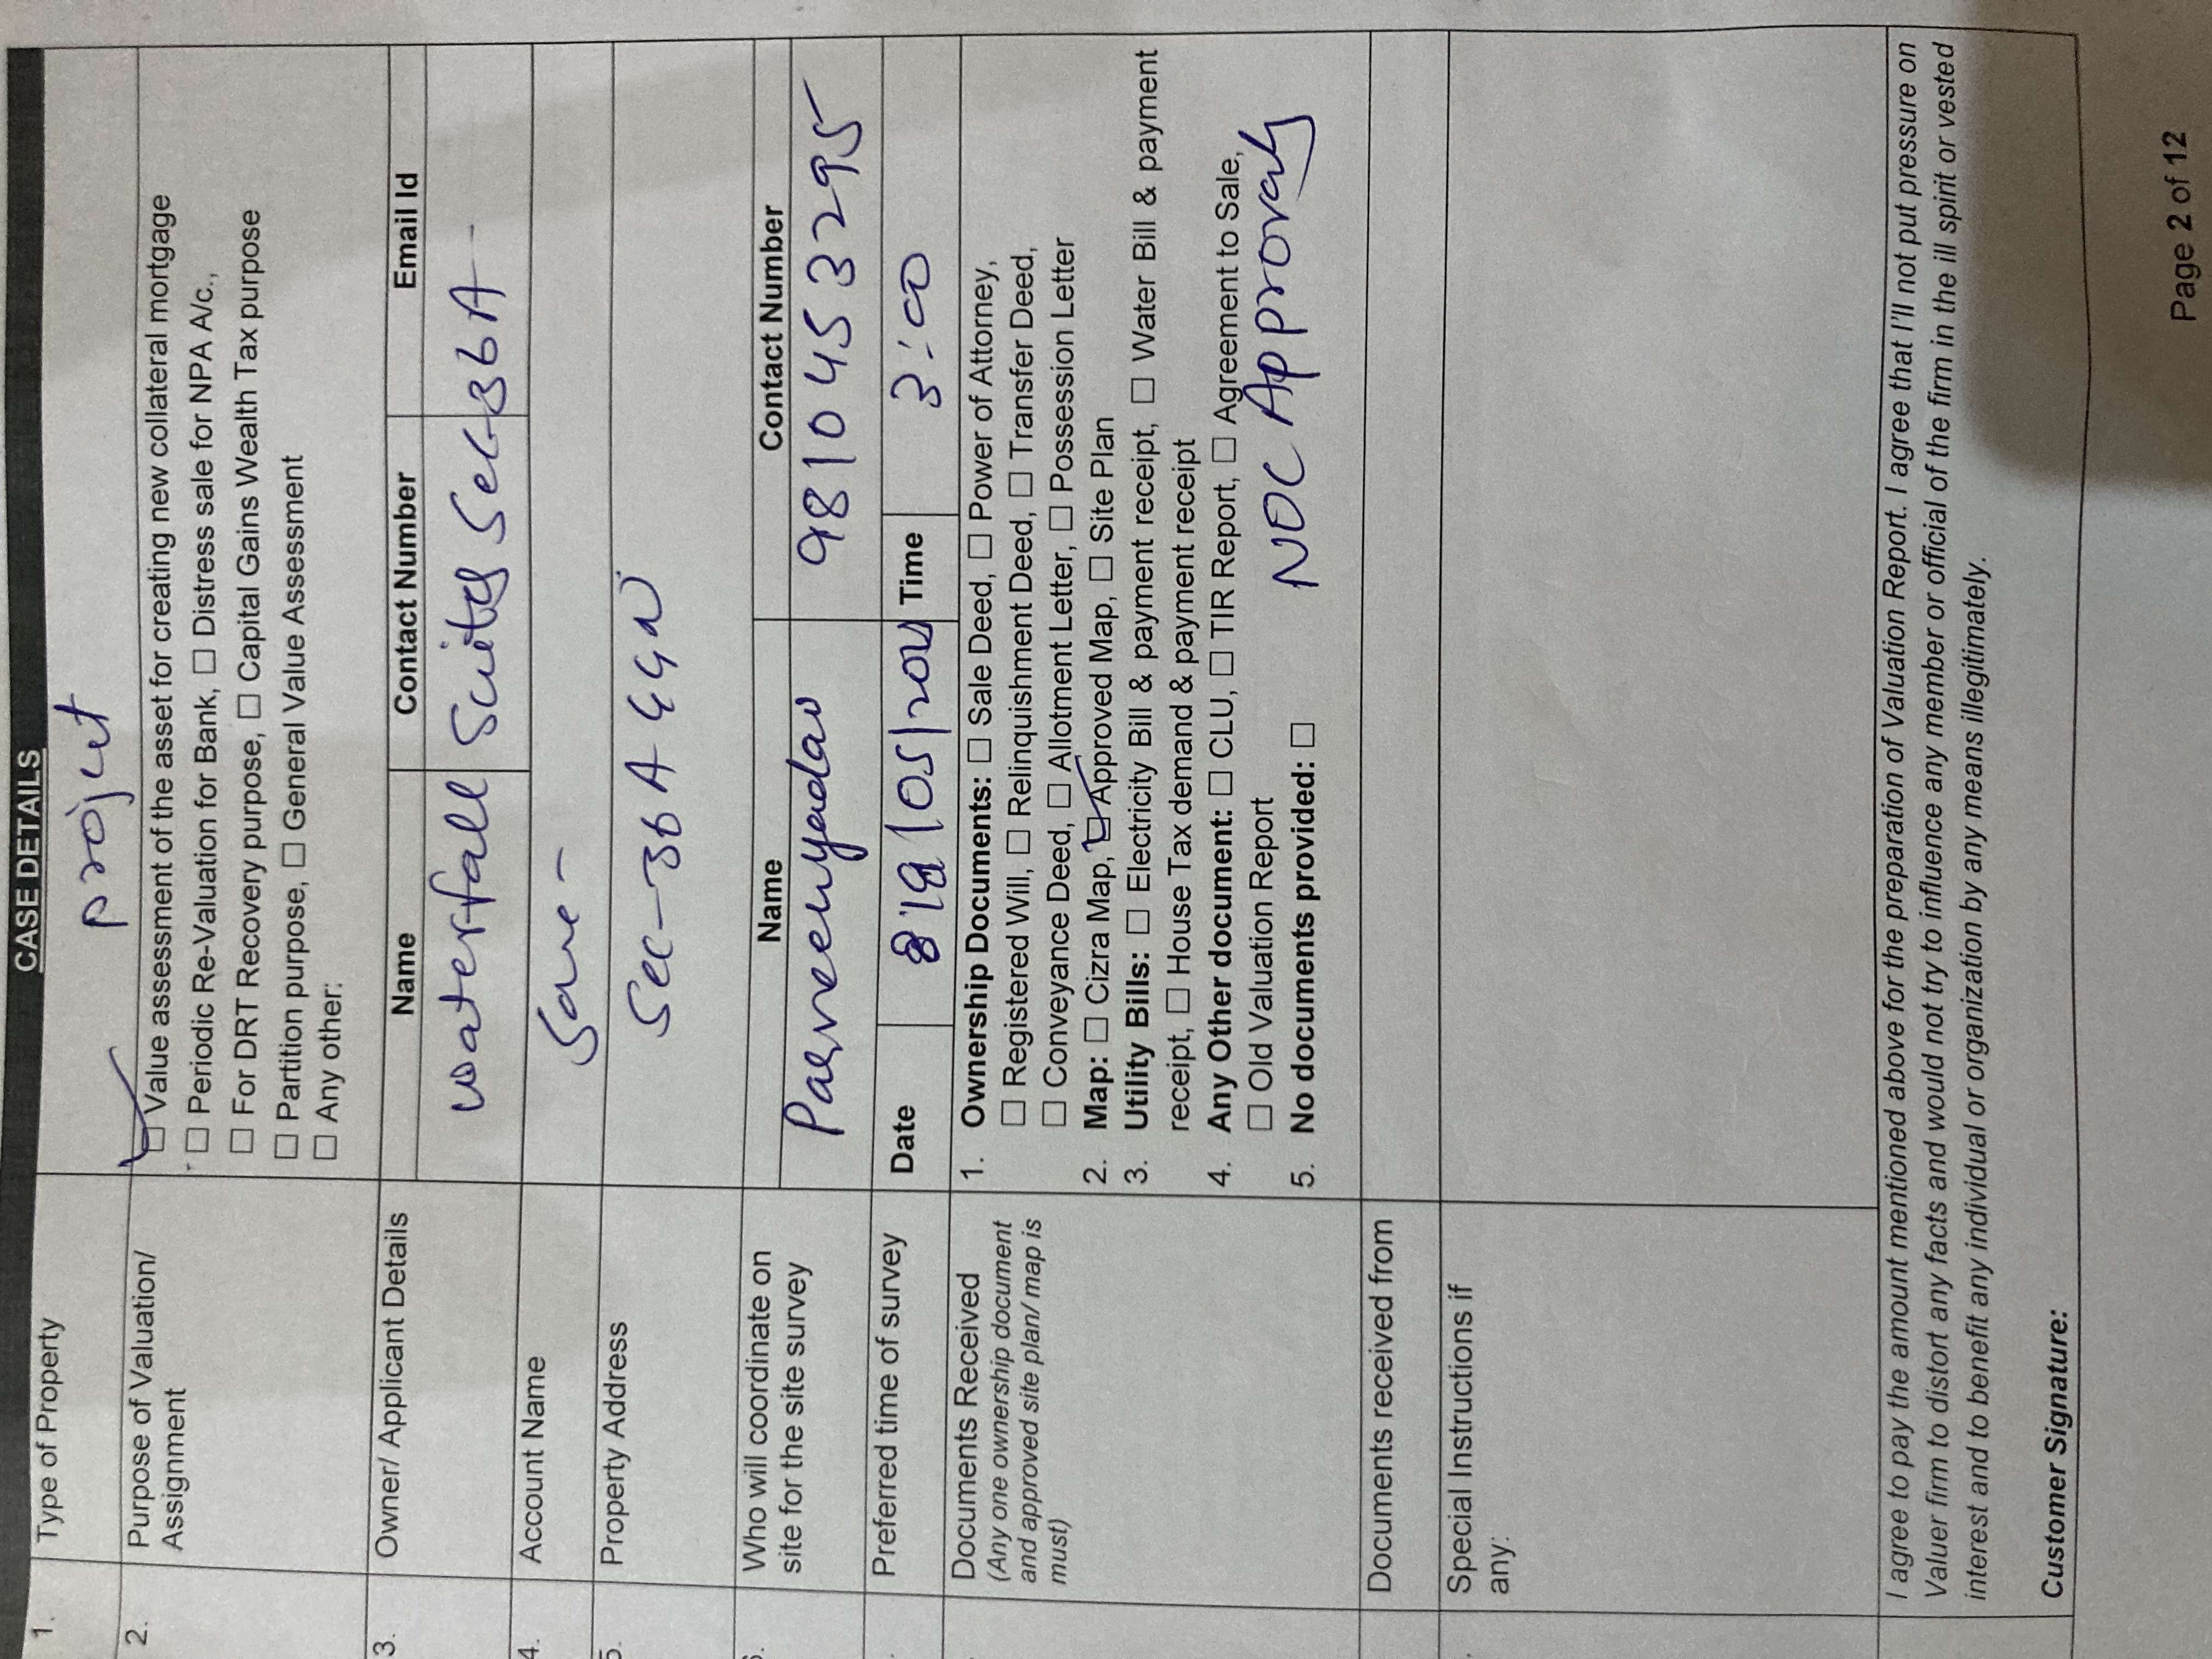 CASE DETAILS
1. Type of Property project
2. Purpose of Valuation/ Assignment
☑ Value assessment of the asset for creating new collateral mortgage
☐ Periodic Re-Valuation for Bank, ☐ Distress sale for NPA A/c.,
☐ For DRT Recovery purpose, ☐ Capital Gains Wealth Tax purpose
☐ Partition purpose, ☐ General Value Assessment
☐ Any other:
3. Owner/ Applicant Details
Name Contact Number Email Id
waterfall Suites Sec-36A
4. Account Name Same -
5. Property Address Sec-36 A GGN
Who will coordinate on site for the site survey
Name Contact Number
9810453295
Preferred time of survey Date Time 3:00
Documents Received
(Any one ownership document
and approved site plan/ map is
must)
1. Ownership Documents: ☐ Sale Deed, ☐ Power of Attorney,
☐ Registered Will, ☐ Relinquishment Deed, ☐ Transfer Deed,
☐ Conveyance Deed, ☐ Allotment Letter, ☐ Possession Letter
2. Map: ☐ Cizra Map, ☑ Approved Map, ☐ Site Plan
3. Utility Bills: ☐ Electricity Bill & payment receipt, ☐ Water Bill & payment
receipt, ☐ House Tax demand & payment receipt
4. Any Other document: ☐ CLU, ☐ TIR Report, ☐ Agreement to Sale,
☐ Old Valuation Report
5. No documents provided: ☐ NOC Approvals
Documents received from
Special Instructions if
any:
I agree to pay the amount mentioned above for the preparation of Valuation Report. I agree that I'll not put pressure on
Valuer firm to distort any facts and would not try to influence any member or official of the firm in the ill spirit or vested
interest and to benefit any individual or organization by any means illegitimately.
Customer Signature:
Page 2 of 12